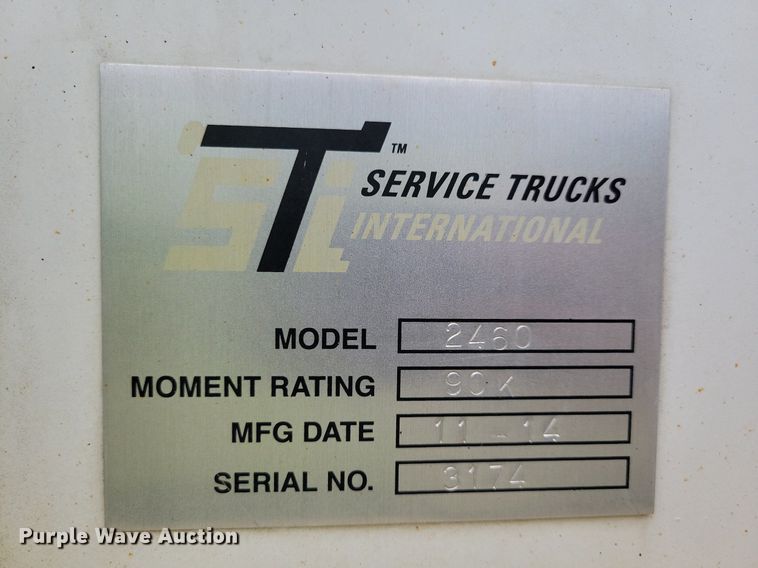 STi™
SERVICE TRUCKS
INTERNATIONAL
MODEL 2460
MOMENT RATING 90K
MFG DATE 11-14
SERIAL NO. 3174
Purple Wave Auction